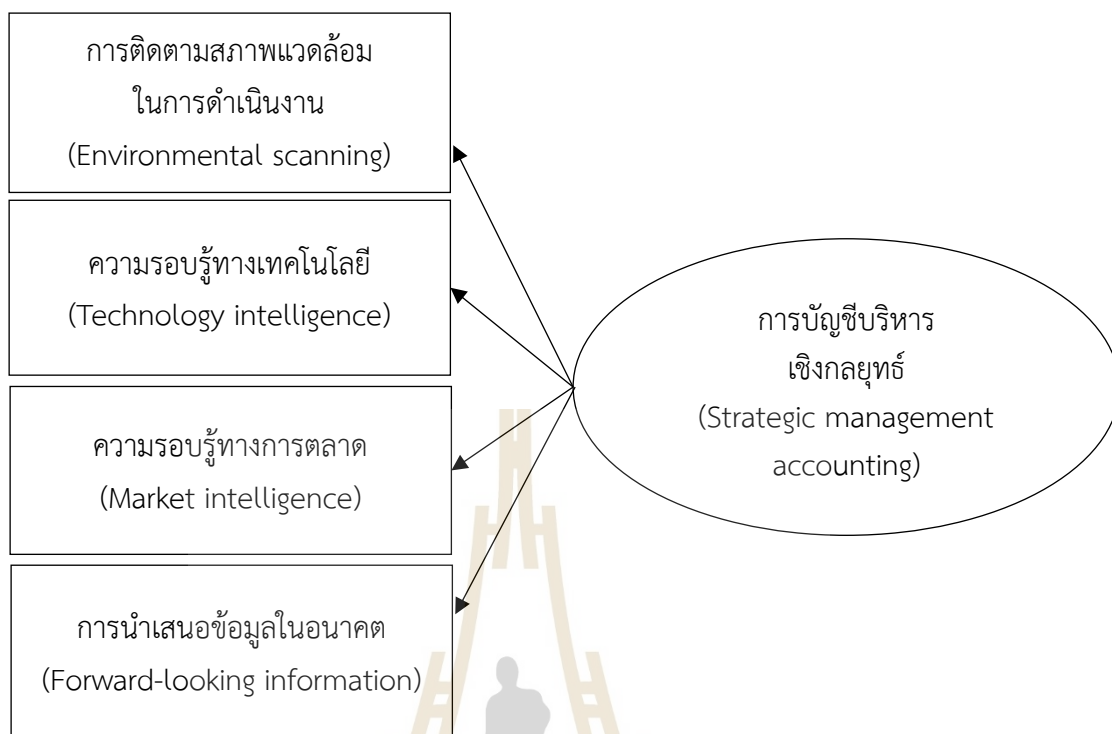 การติดตามสภาพแวดล้อม
ในการดำเนินงาน
(Environmental scanning)
ความรอบรู้ทางเทคโนโลยี
(Technology intelligence)
ความรอบรู้ทางการตลาด
(Market intelligence)
การนำเสนอข้อมูลในอนาคต
(Forward-looking information)
การบัญชีบริหาร
เชิงกลยุทธ์
(Strategic management
accounting)